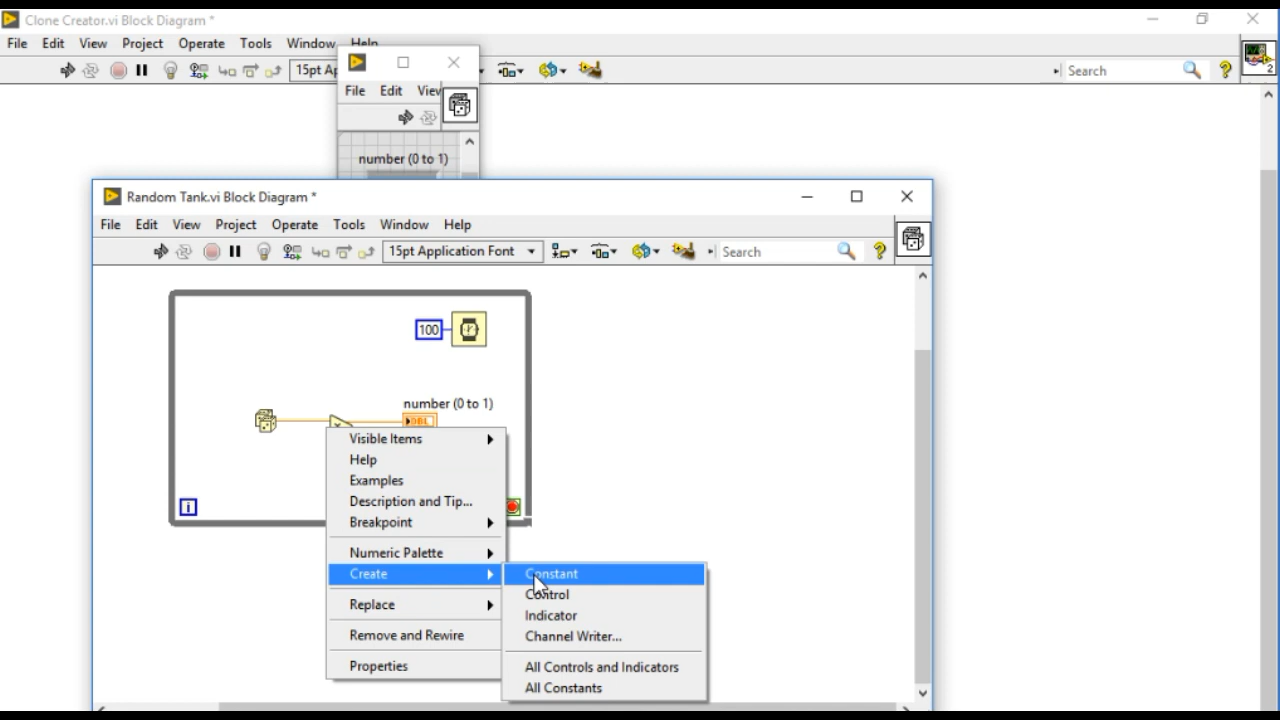 Clone Creator.vi Block Diagram *
File Edit View Project Operate Tools Window Help
15pt Ap
Search
2
File Edit View
number (0 to 1)
Random Tank.vi Block Diagram *
File Edit View Project Operate Tools Window Help
15pt Application Font
Search
100
number (0 to 1)
DBL
i
Visible Items
Help
Examples
Description and Tip...
Breakpoint
Numeric Palette
Create
Replace
Remove and Rewire
Properties
Constant
Control
Indicator
Channel Writer...
All Controls and Indicators
All Constants